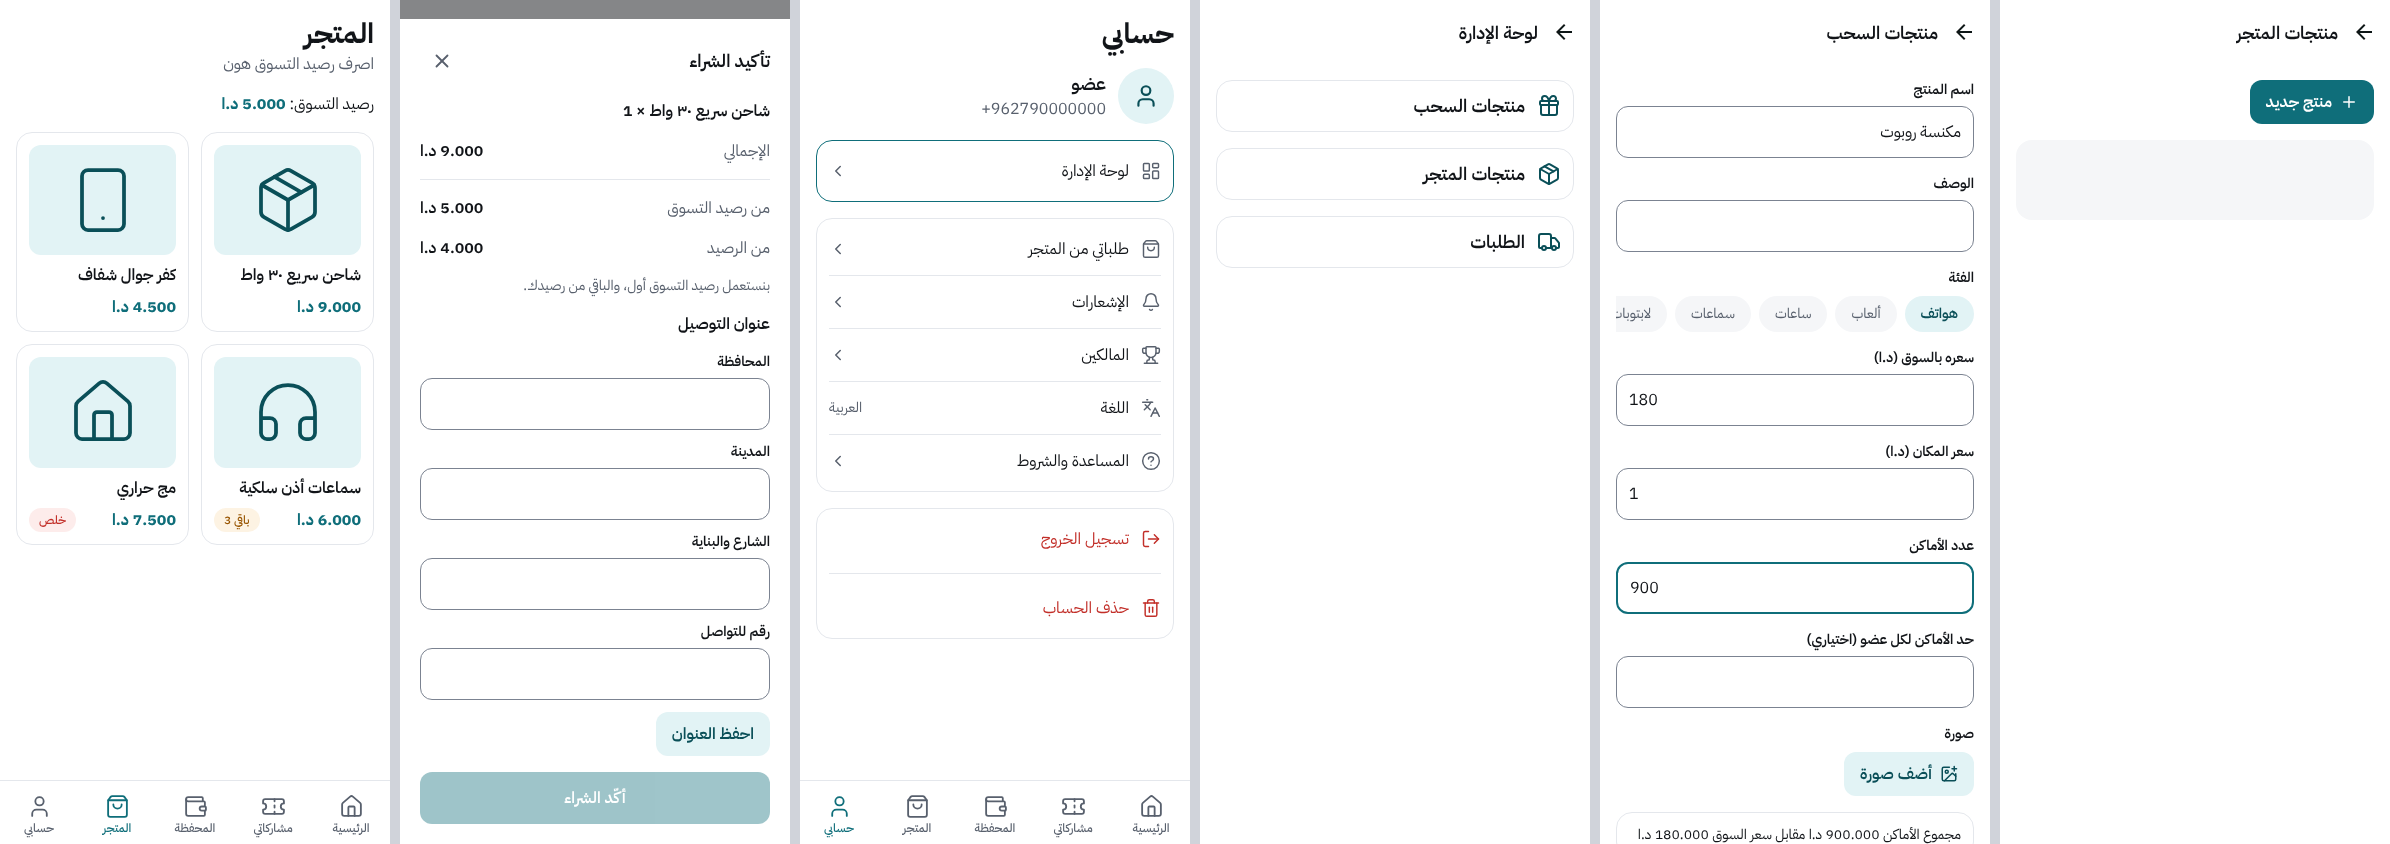 المتجر
اصرف رصيد التسوق هون
رصيد التسوق: 5.000 د.ا
شاحن سريع ٣٠ واط
9.000 د.ا
كفر جوال شفاف
4.500 د.ا
سماعات أذن سلكية
6.000 د.ا
باقي 3
مج حراري
7.500 د.ا
خلص
الرئيسية
مشاركاتي
المحفظة
المتجر
حسابي
تأكيد الشراء
شاحن سريع ٣٠ واط × 1
الإجمالي 9.000 د.ا
من رصيد التسوق 5.000 د.ا
من الرصيد 4.000 د.ا
بنستعمل رصيد التسوق أول، والباقي من رصيدك.
عنوان التوصيل
المحافظة
المدينة
الشارع والبناية
رقم للتواصل
احفظ العنوان
أكّد الشراء
حسابي
عضو
+962790000000
لوحة الإدارة
طلباتي من المتجر
الإشعارات
المالكين
اللغة العربية
المساعدة والشروط
تسجيل الخروج
حذف الحساب
الرئيسية
مشاركاتي
المحفظة
المتجر
حسابي
لوحة الإدارة
منتجات السحب
منتجات المتجر
الطلبات
منتجات السحب
اسم المنتج
مكنسة روبوت
الوصف
الفئة
هواتف ألعاب ساعات سماعات لابتوبات
سعره بالسوق (د.ا)
180
سعر المكان (د.ا)
1
عدد الأماكن
900
حد الأماكن لكل عضو (اختياري)
صورة
أضف صورة
مجموع الأماكن 900.000 د.ا مقابل سعر السوق 180.000 د.ا
منتجات المتجر
منتج جديد